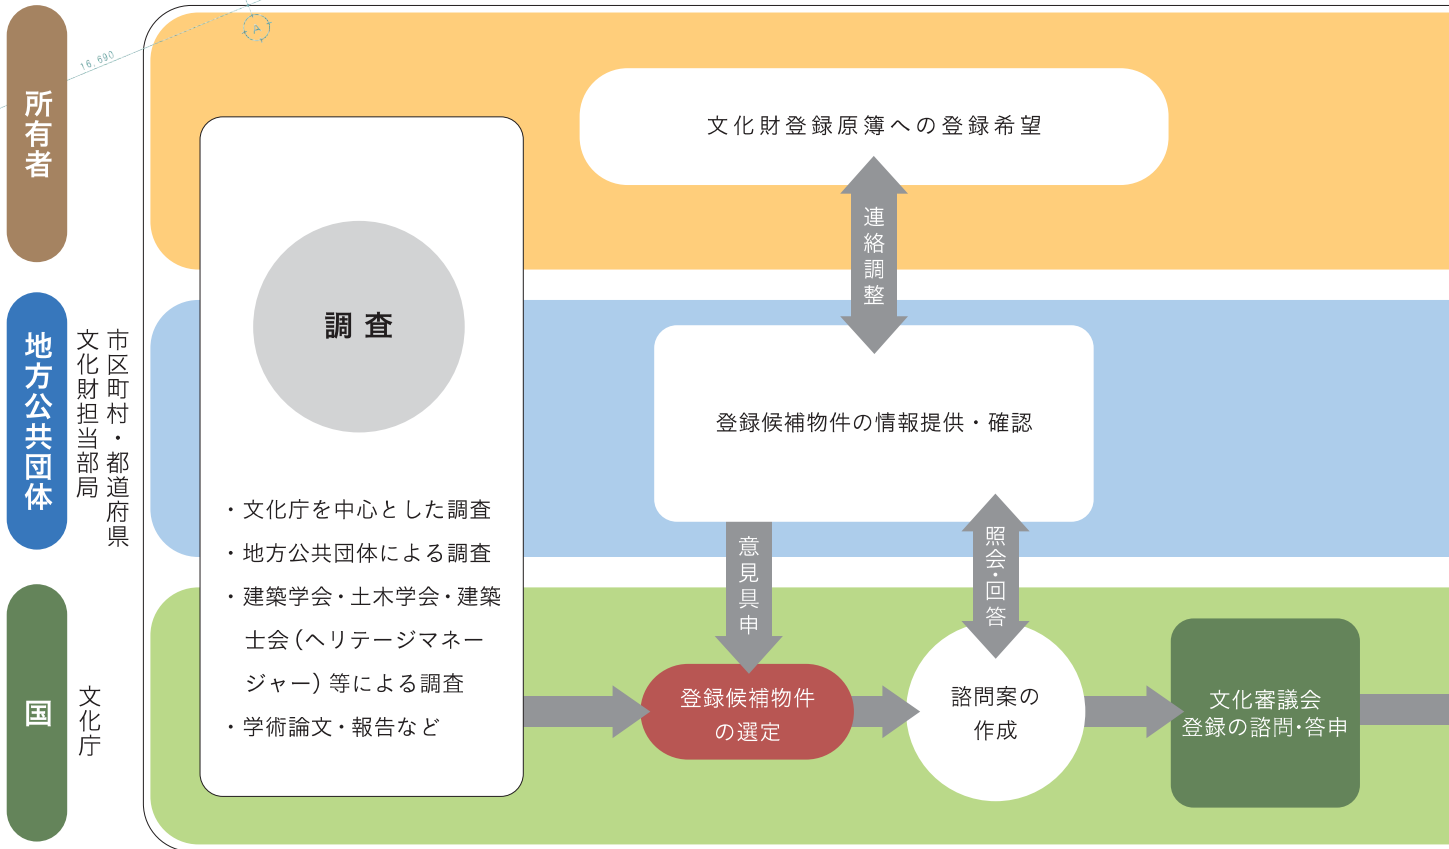 16,690
A
所有者
文化財登録原簿への登録希望
連絡調整
地方公共団体
市区町村・都道府県
文化財担当部局
調査
・文化庁を中心とした調査
・地方公共団体による調査
・建築学会・土木学会・建築
士会(ヘリテージマネー
ジャー)等による調査
・学術論文・報告など
登録候補物件の情報提供・確認
意見具申
照会・回答
国
文化庁
登録候補物件
の選定
諮問案の
作成
文化審議会
登録の諮問・答申